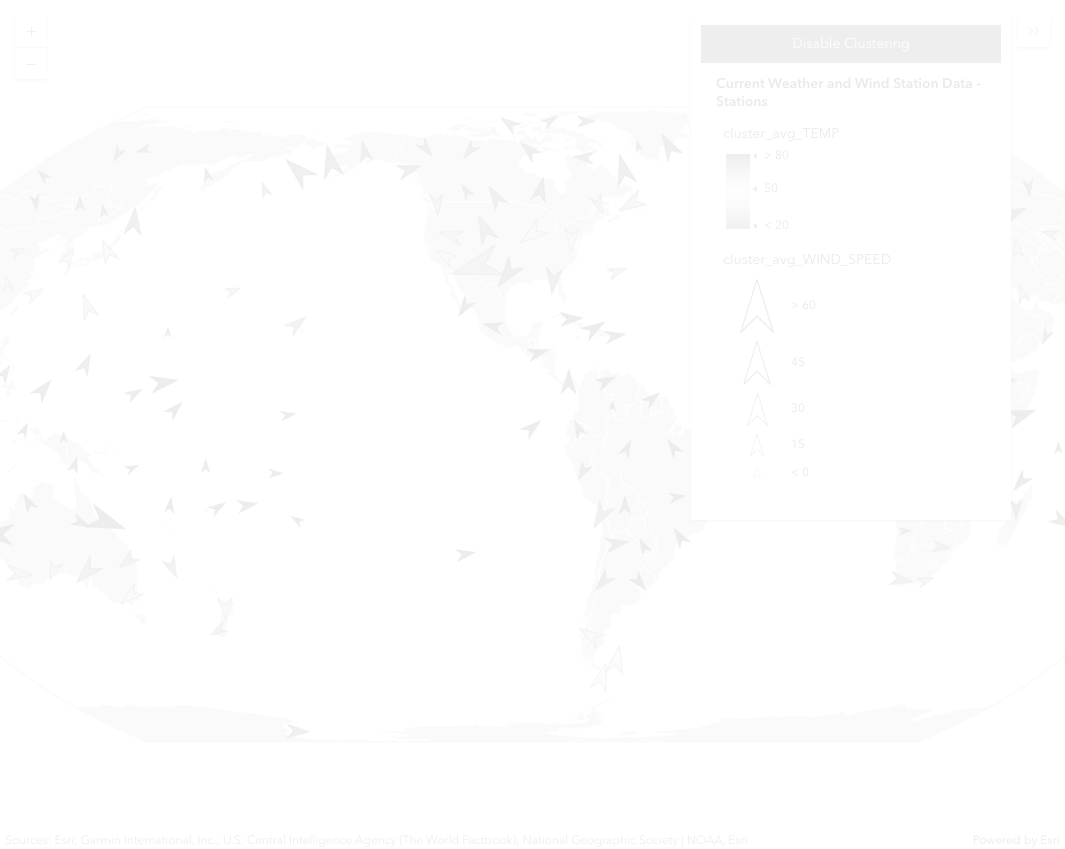 +
−
Disable Clustering
Current Weather and Wind Station Data -
Stations
cluster_avg_TEMP
> 80
50
< 20
cluster_avg_WIND_SPEED
> 60
45
30
15
< 0
Sources: Esri; Garmin International, Inc.; U.S. Central Intelligence Agency (The World Factbook); National Geographic Society | NOAA, Esri
Powered by Esri